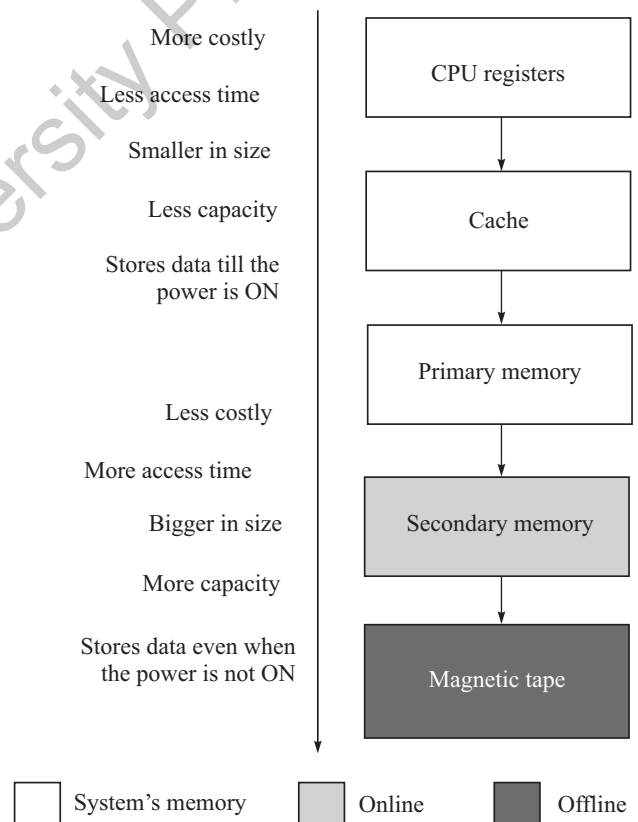 ersity Pr
More costly
Less access time
Smaller in size
Less capacity
Stores data till the
power is ON
Less costly
More access time
Bigger in size
More capacity
Stores data even when
the power is not ON
CPU registers
Cache
Primary memory
Secondary memory
Magnetic tape
System’s memory
Online
Offline